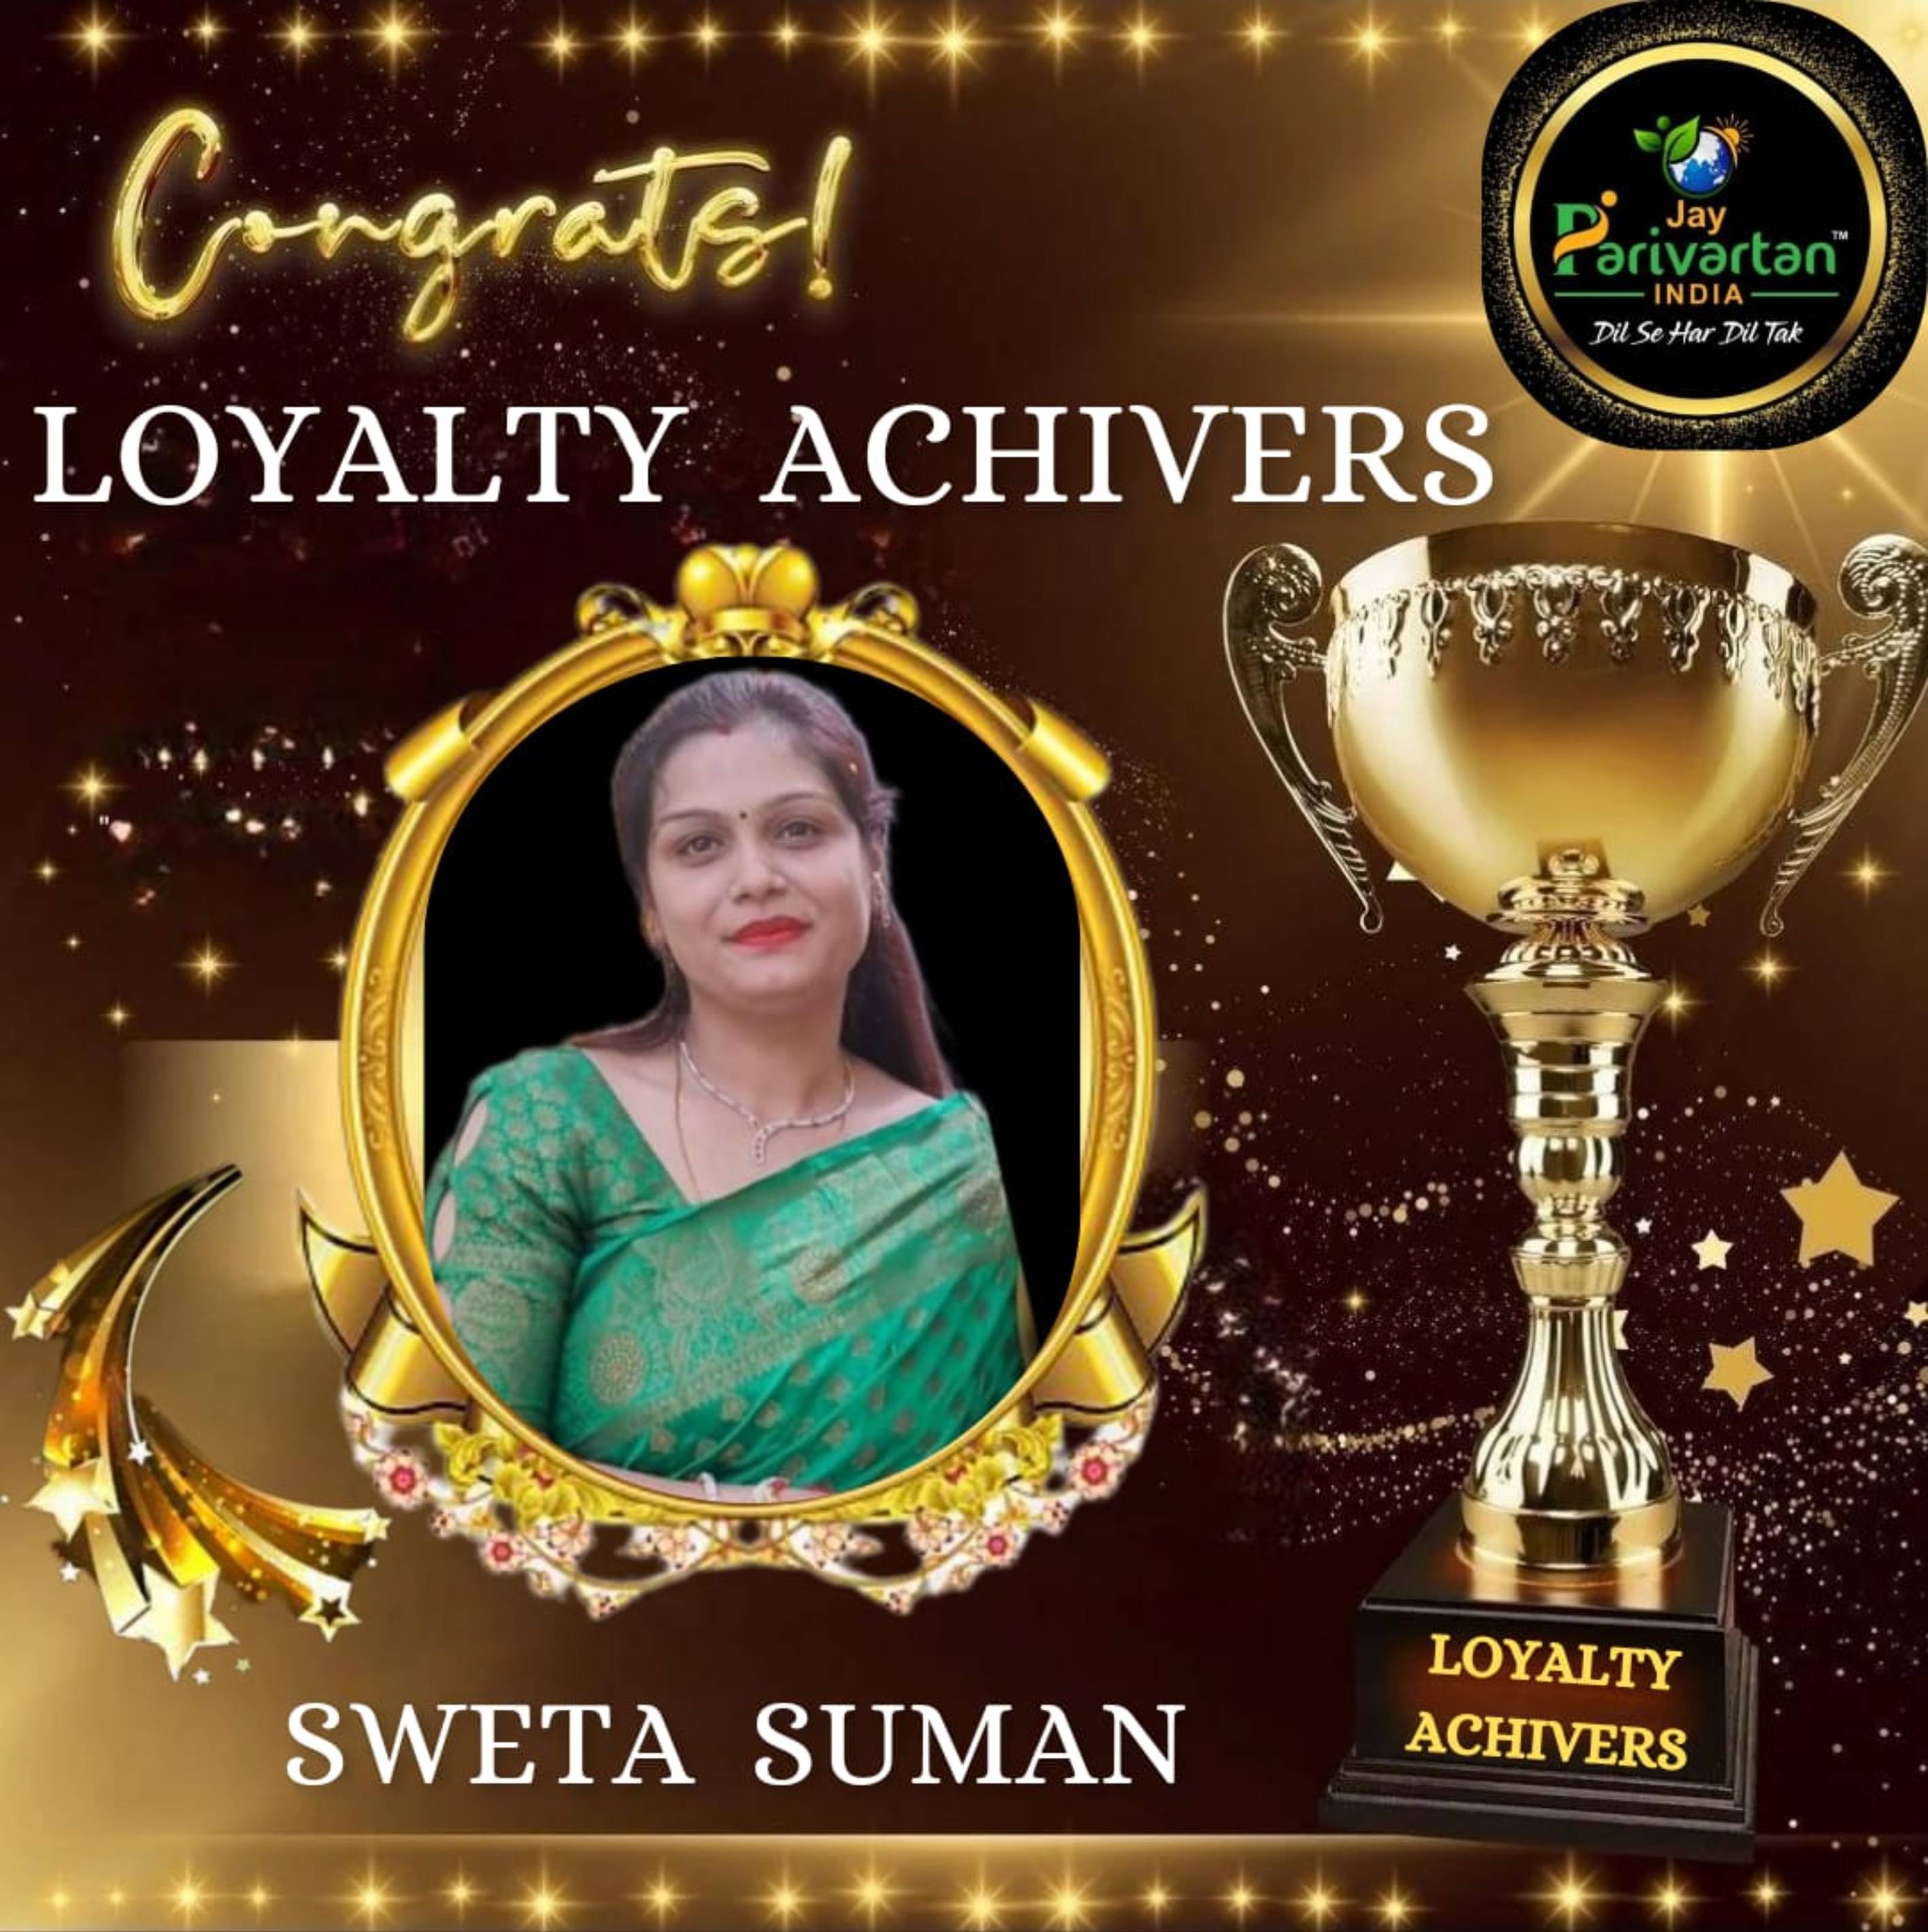 Congrats!
Jay
Parivartan™
INDIA
Dil Se Har Dil Tak
LOYALTY ACHIVERS
SWETA SUMAN
LOYALTY
ACHIVERS